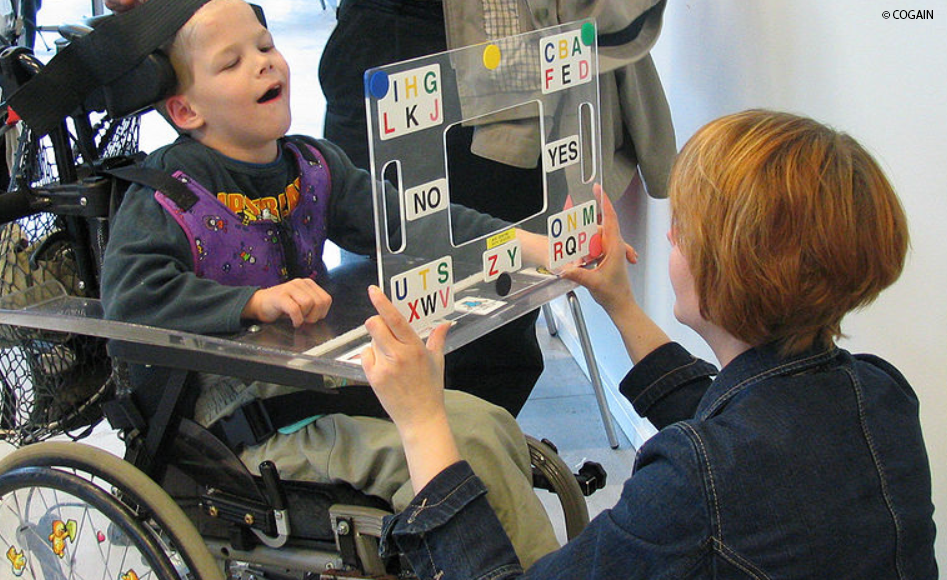 © COGAIN
I H G
L K J
C B A
F E D
NO
YES
U T S
X W V
Z Y
O N M
R Q P